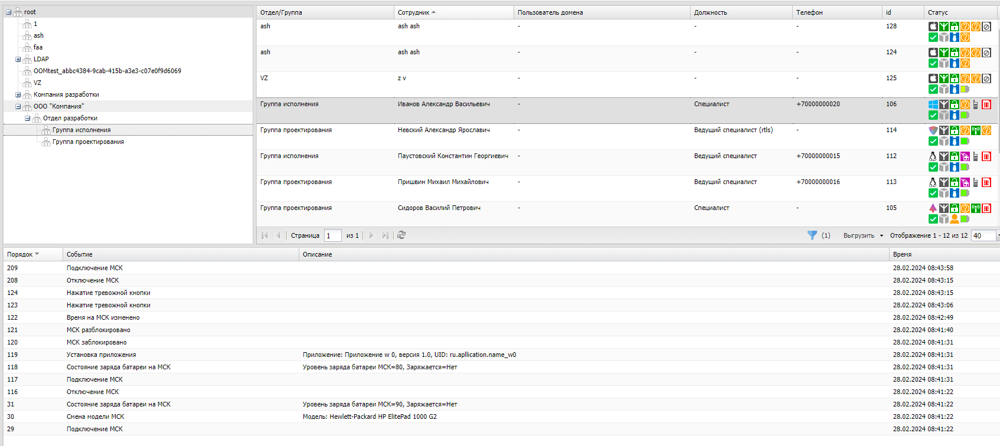 root
1
ash
faa
LDAP
OOMtest_abbc4384-9cab-415b-a3e3-c07e0f9d6069
VZ
Компания разработки
ООО "Компания"
Отдел разработки
Группа исполнения
Группа проектирования
Отдел/Группа Сотрудник Пользователь домена Должность Телефон id Статус
ash ash ash - - - 128
ash ash ash - - - 124
VZ z v - - - 125
Группа исполнения Иванов Александр Васильевич - Специалист +70000000020 106
Группа проектирования Невский Александр Ярославич - Ведущий специалист (rtls) - 114
Группа исполнения Паустовский Константин Георгиевич - Ведущий специалист +70000000015 112
Группа проектирования Пришвин Михаил Михайлович - Ведущий специалист +70000000016 113
Группа проектирования Сидоров Василий Петрович - Специалист - 105
Страница 1 из 1 (1) Выгрузить Отображение 1 - 12 из 12 40
Порядок Событие Описание Время
209 Подключение МСК 28.02.2024 08:43:58
208 Отключение МСК 28.02.2024 08:43:15
124 Нажатие тревожной кнопки 28.02.2024 08:43:15
123 Нажатие тревожной кнопки 28.02.2024 08:43:06
122 Время на МСК изменено 28.02.2024 08:42:49
121 МСК разблокировано 28.02.2024 08:41:40
120 МСК заблокировано 28.02.2024 08:41:31
119 Установка приложения Приложение: Приложение w 0, версия 1.0, UID: ru.apllication.name_w0 28.02.2024 08:41:31
118 Состояние заряда батареи на МСК Уровень заряда батареи МСК=80, Заряжается=Нет 28.02.2024 08:41:31
117 Подключение МСК 28.02.2024 08:41:31
116 Отключение МСК 28.02.2024 08:41:22
31 Состояние заряда батареи на МСК Уровень заряда батареи МСК=90, Заряжается=Нет 28.02.2024 08:41:22
30 Смена модели МСК Модель: Hewlett-Packard HP ElitePad 1000 G2 28.02.2024 08:41:22
29 Подключение МСК 28.02.2024 08:41:22